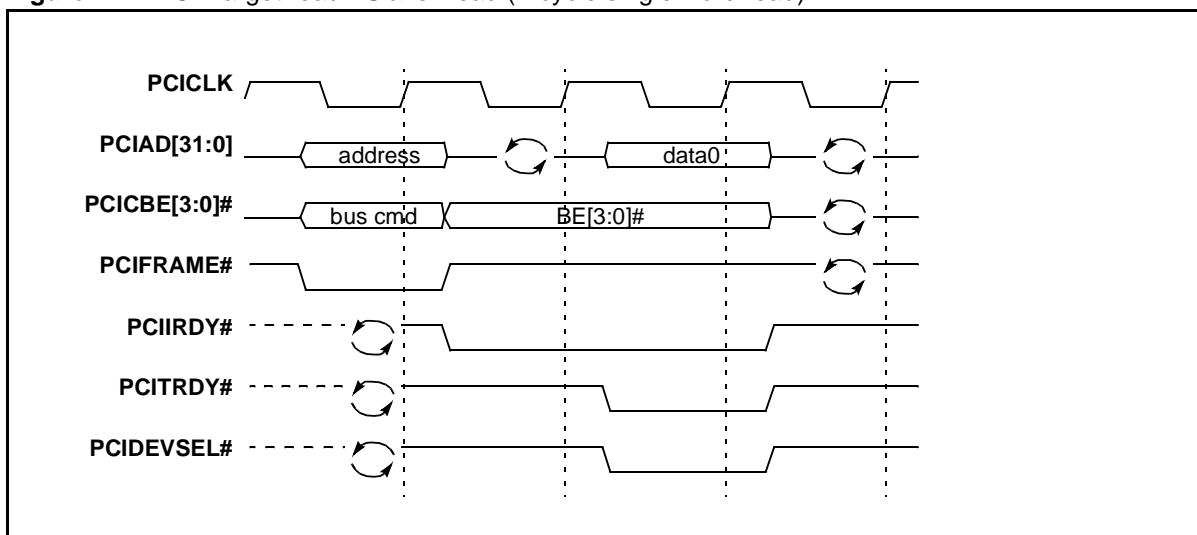 PCICLK
PCIAD[31:0] address data0
PCICBE[3:0]# bus cmd BE[3:0]#
PCIFRAME#
PCIIRDY#
PCITRDY#
PCIDEVSEL#